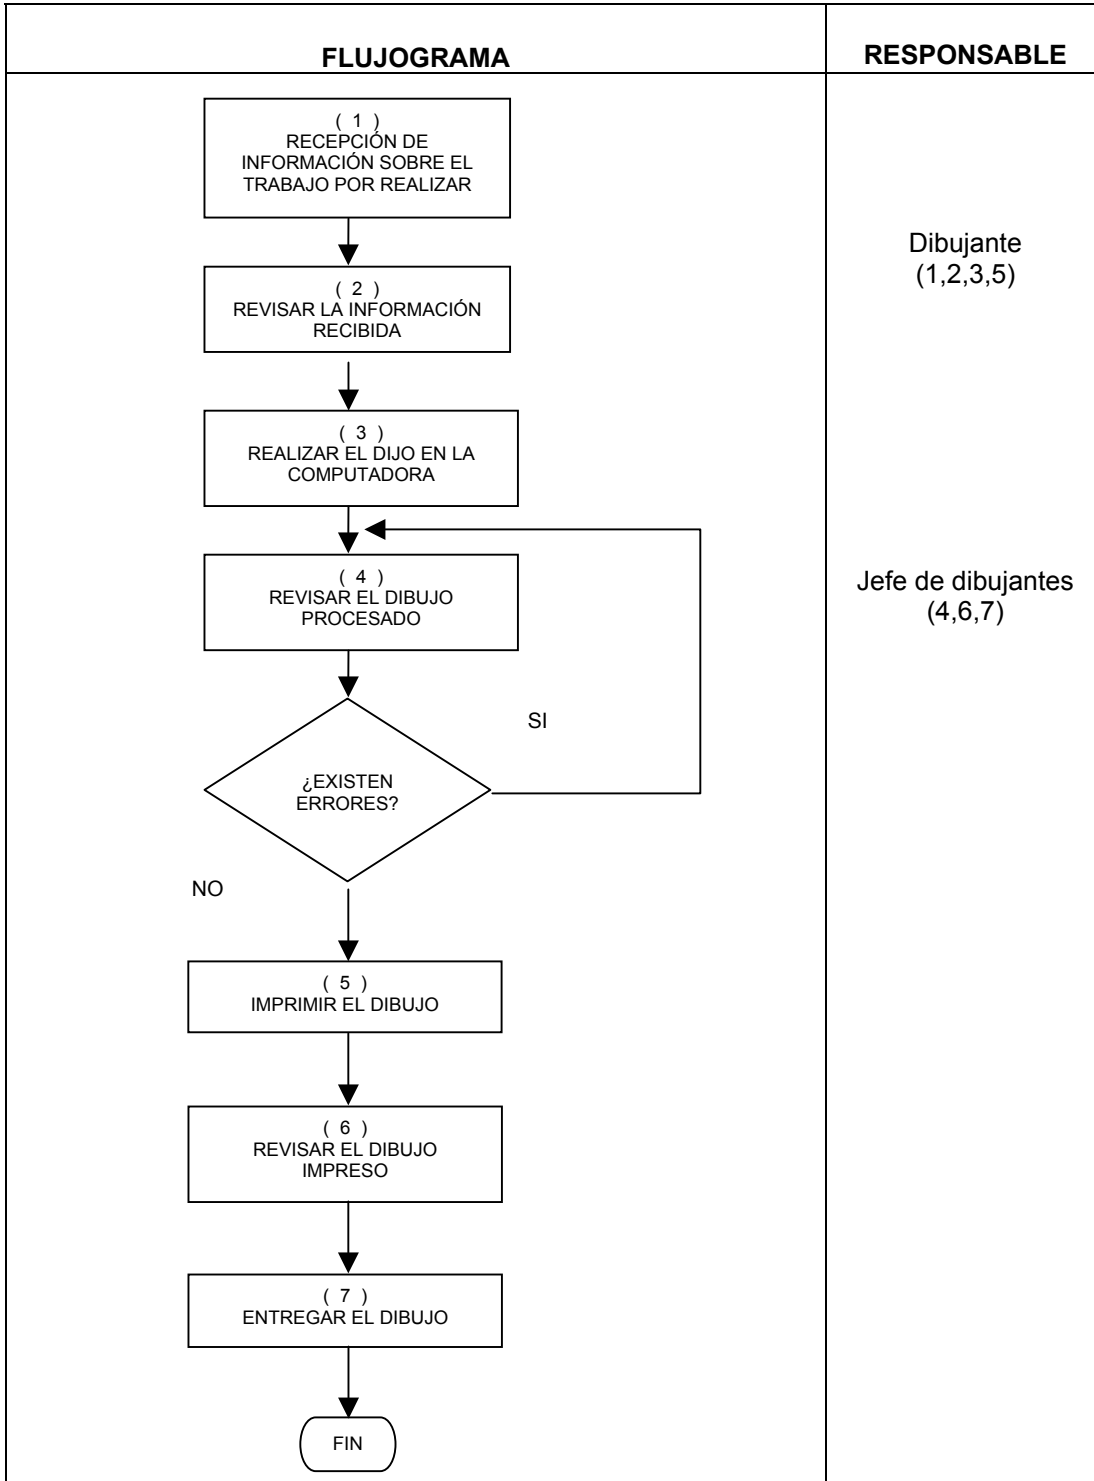 FLUJOGRAMA
RESPONSABLE
( 1 )
RECEPCIÓN DE
INFORMACIÓN SOBRE EL
TRABAJO POR REALIZAR
Dibujante
(1,2,3,5)
( 2 )
REVISAR LA INFORMACIÓN
RECIBIDA
( 3 )
REALIZAR EL DIJO EN LA
COMPUTADORA
( 4 )
REVISAR EL DIBUJO
PROCESADO
Jefe de dibujantes
(4,6,7)
SI
¿EXISTEN
ERRORES?
NO
( 5 )
IMPRIMIR EL DIBUJO
( 6 )
REVISAR EL DIBUJO
IMPRESO
( 7 )
ENTREGAR EL DIBUJO
FIN